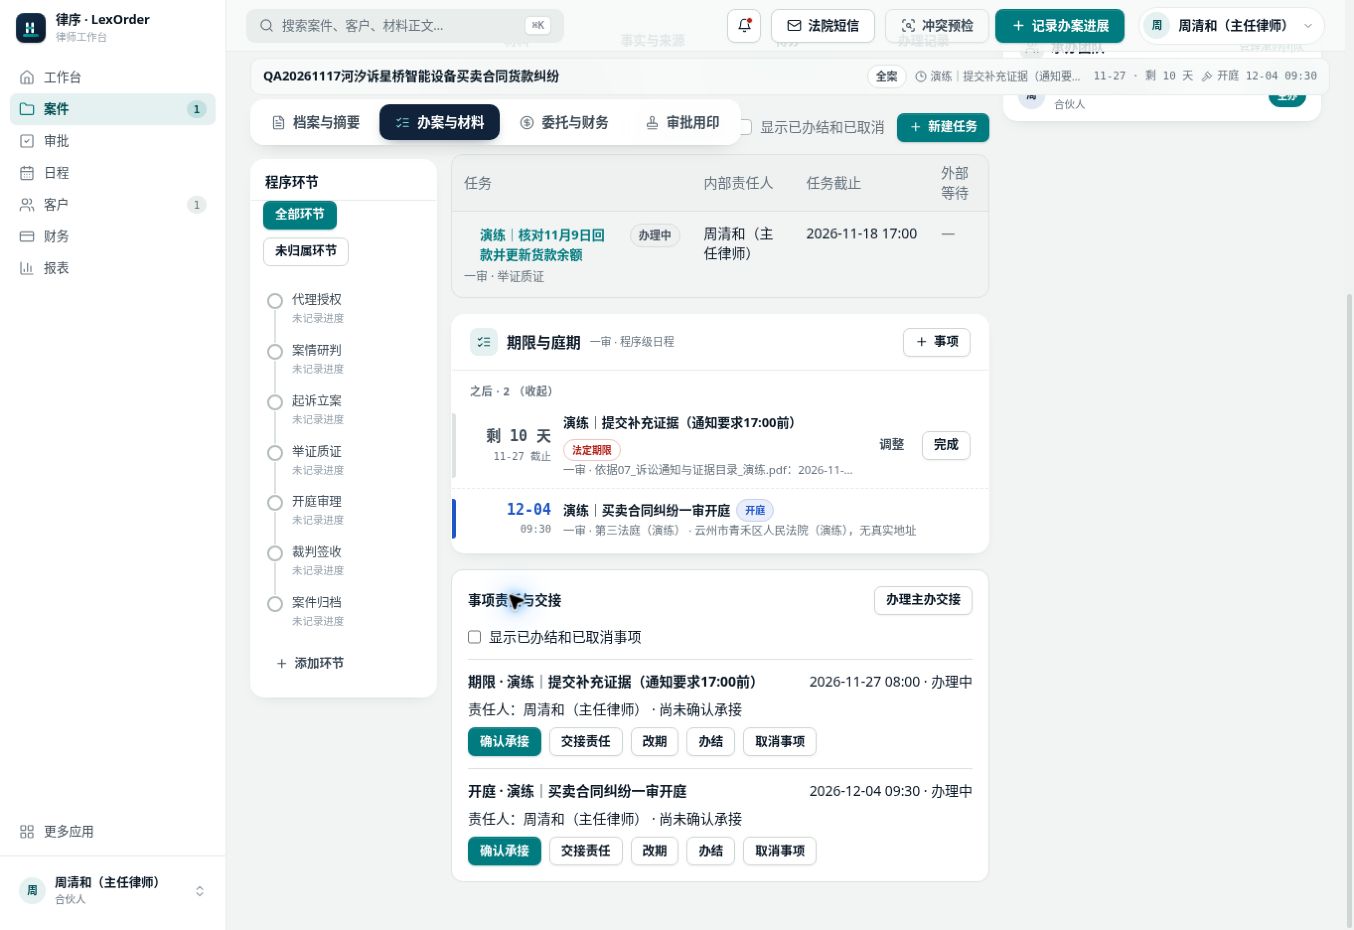 律序 · LexOrder
律师工作台
工作台
案件 1
审批
日程
客户 1
财务
报表
更多应用
周 周清和（主任律师）
合伙人
搜索案件、客户、材料正文… ⌘K
法院短信
冲突预检
+ 记录办案进展
周 周清和（主任律师）
事实与来源
办理记录
QA20261117河汐诉星桥智能设备买卖合同货款纠纷
全案 演练｜提交补充证据（通知要… 11-27 · 剩 10 天 开庭 12-04 09:30
承办团队
周 合伙人 主办
档案与摘要
办案与材料
委托与财务
审批用印
显示已办结和已取消
+ 新建任务
程序环节
全部环节
未归属环节
代理授权
未记录进度
案情研判
未记录进度
起诉立案
未记录进度
举证质证
未记录进度
开庭审理
未记录进度
裁判签收
未记录进度
案件归档
未记录进度
+ 添加环节
任务 内部责任人 任务截止 外部
等待
演练｜核对11月9日回 办理中 周清和（主 2026-11-18 17:00 —
款并更新货款余额 任律师）
一审 · 举证质证
期限与庭期 一审 · 程序级日程 + 事项
之后 · 2 （收起）
剩 10 天 演练｜提交补充证据（通知要求17:00前）
11-27 截止 法定期限 调整 完成
一审 · 依据07_诉讼通知与证据目录_演练.pdf：2026-11-…
12-04 演练｜买卖合同纠纷一审开庭 开庭
09:30 一审 · 第三法庭（演练） · 云州市青禾区人民法院（演练），无真实地址
事项责 与交接 办理主办交接
显示已办结和已取消事项
期限 · 演练｜提交补充证据（通知要求17:00前） 2026-11-27 08:00 · 办理中
责任人：周清和（主任律师） · 尚未确认承接
确认承接 交接责任 改期 办结 取消事项
开庭 · 演练｜买卖合同纠纷一审开庭 2026-12-04 09:30 · 办理中
责任人：周清和（主任律师） · 尚未确认承接
确认承接 交接责任 改期 办结 取消事项